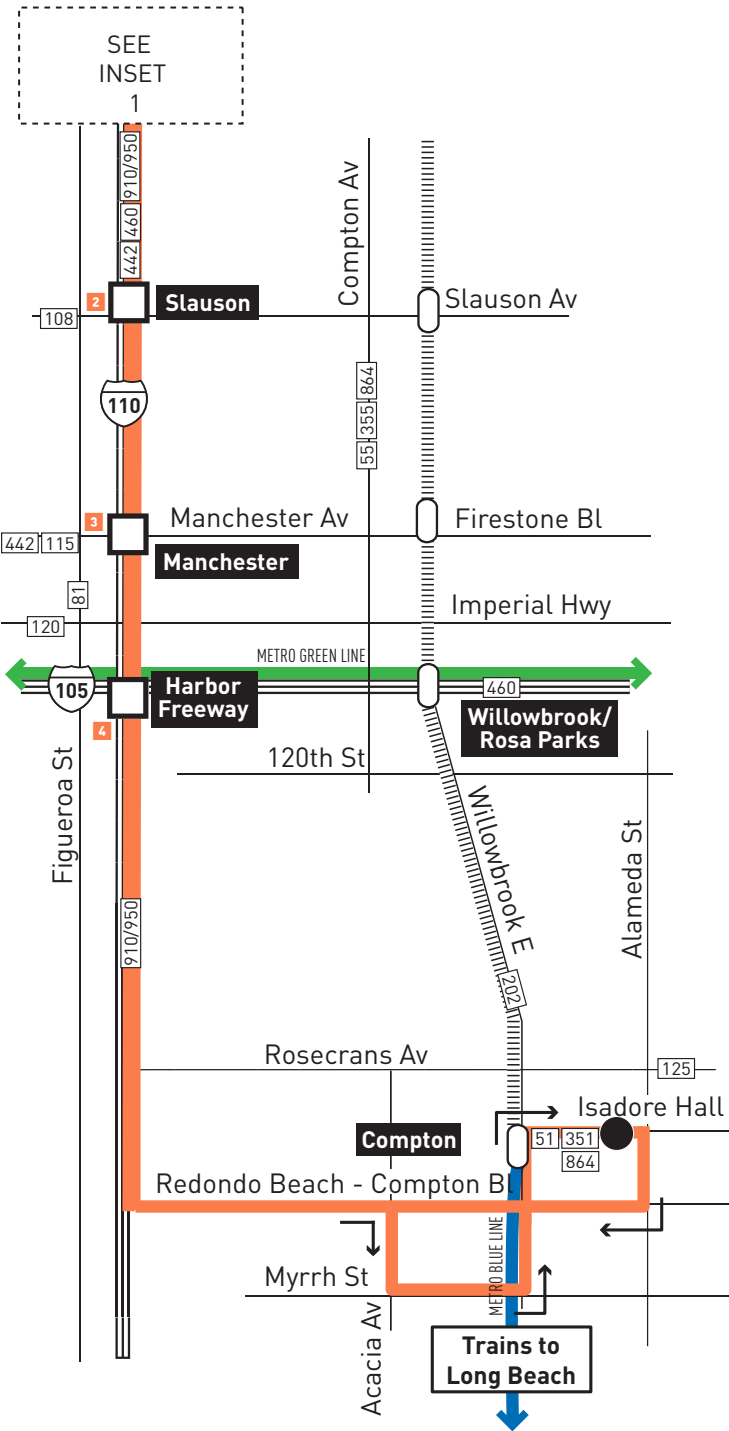 SEE
INSET
1
910/950
460
442
Compton Av
2
Slauson
Slauson Av
108
110
864
355
55
3
Manchester Av
Firestone Bl
442
115
Manchester
81
Imperial Hwy
120
METRO GREEN LINE
105
Harbor
Freeway
460
4
Willowbrook/
Rosa Parks
120th St
Figueroa St
Willowbrook E
Alameda St
910/950
202
Rosecrans Av
125
Isadore Hall
Compton
51
351
864
Redondo Beach - Compton Bl
METRO BLUE LINE
Myrrh St
Acacia Av
Trains to
Long Beach